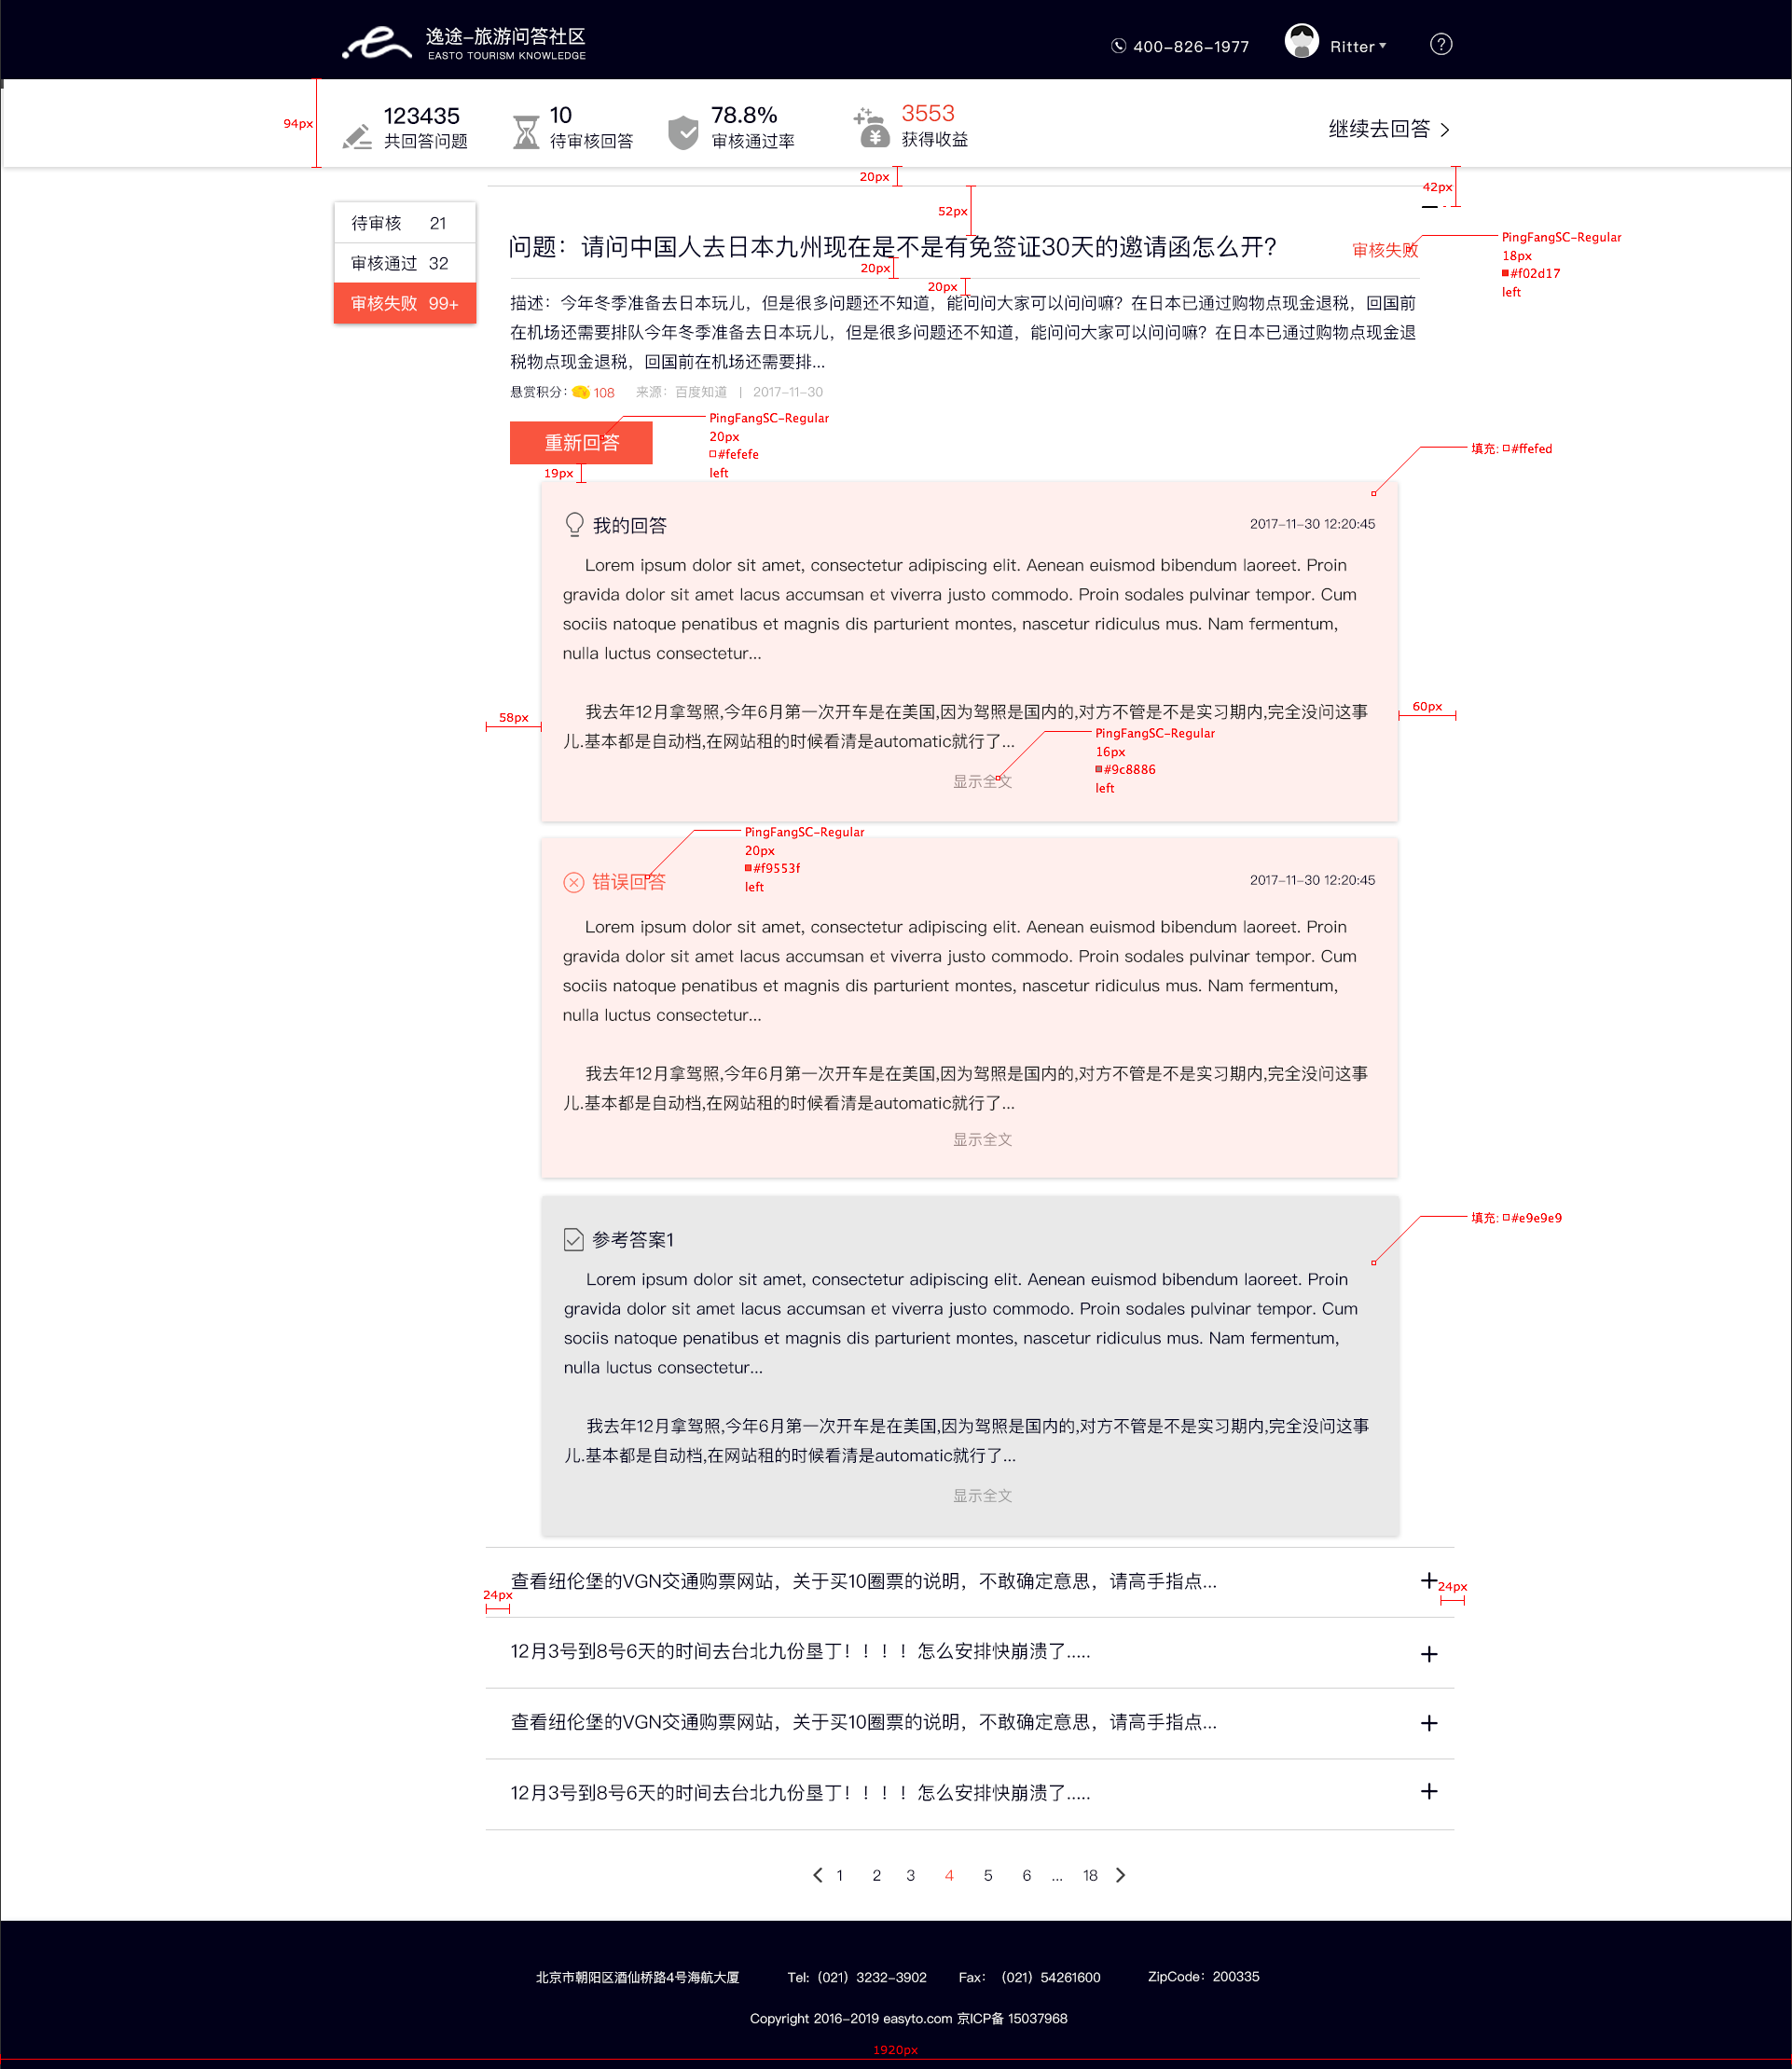 逸途-旅游问答社区
EASTO TOURISM KNOWLEDGE
400-826-1977
Ritter
?
94px
123435
共回答问题
10
待审核回答
78.8%
审核通过率
3553
获得收益
继续去回答
20px
42px
52px
待审核 21
审核通过 32
审核失败 99+
问题：请问中国人去日本九州现在是不是有免签证30天的邀请函怎么开?
审核失败
PingFangSC-Regular
18px
#f02d17
left
20px
20px
描述：今年冬季准备去日本玩儿，但是很多问题还不知道，能问问大家可以问问嘛？在日本已通过购物点现金退税，回国前
在机场还需要排队今年冬季准备去日本玩儿，但是很多问题还不知道，能问问大家可以问问嘛？在日本已通过购物点现金退
税物点现金退税，回国前在机场还需要排...
悬赏积分： 108 来源：百度知道 | 2017-11-30
重新回答
PingFangSC-Regular
20px
#fefefe
left
19px
填充: #ffefed
我的回答
2017-11-30 12:20:45
Lorem ipsum dolor sit amet, consectetur adipiscing elit. Aenean euismod bibendum laoreet. Proin
gravida dolor sit amet lacus accumsan et viverra justo commodo. Proin sodales pulvinar tempor. Cum
sociis natoque penatibus et magnis dis parturient montes, nascetur ridiculus mus. Nam fermentum,
nulla luctus consectetur...
我去年12月拿驾照,今年6月第一次开车是在美国,因为驾照是国内的,对方不管是不是实习期内,完全没问这事
儿.基本都是自动档,在网站租的时候看清是automatic就行了...
58px
60px
显示全文
PingFangSC-Regular
16px
#9c8886
left
错误回答
PingFangSC-Regular
20px
#f9553f
left
2017-11-30 12:20:45
Lorem ipsum dolor sit amet, consectetur adipiscing elit. Aenean euismod bibendum laoreet. Proin
gravida dolor sit amet lacus accumsan et viverra justo commodo. Proin sodales pulvinar tempor. Cum
sociis natoque penatibus et magnis dis parturient montes, nascetur ridiculus mus. Nam fermentum,
nulla luctus consectetur...
我去年12月拿驾照,今年6月第一次开车是在美国,因为驾照是国内的,对方不管是不是实习期内,完全没问这事
儿.基本都是自动档,在网站租的时候看清是automatic就行了...
显示全文
填充: #e9e9e9
参考答案1
Lorem ipsum dolor sit amet, consectetur adipiscing elit. Aenean euismod bibendum laoreet. Proin
gravida dolor sit amet lacus accumsan et viverra justo commodo. Proin sodales pulvinar tempor. Cum
sociis natoque penatibus et magnis dis parturient montes, nascetur ridiculus mus. Nam fermentum,
nulla luctus consectetur...
我去年12月拿驾照,今年6月第一次开车是在美国,因为驾照是国内的,对方不管是不是实习期内,完全没问这事
儿.基本都是自动档,在网站租的时候看清是automatic就行了...
显示全文
查看纽伦堡的VGN交通购票网站，关于买10圈票的说明，不敢确定意思，请高手指点...
24px
24px
12月3号到8号6天的时间去台北九份垦丁！！！！怎么安排快崩溃了.....
查看纽伦堡的VGN交通购票网站，关于买10圈票的说明，不敢确定意思，请高手指点...
12月3号到8号6天的时间去台北九份垦丁！！！！怎么安排快崩溃了.....
1 2 3 4 5 6 ... 18
北京市朝阳区酒仙桥路4号海航大厦 Tel:（021）3232-3902 Fax：（021）54261600 ZipCode：200335
Copyright 2016-2019 easyto.com 京ICP备 15037968
1920px